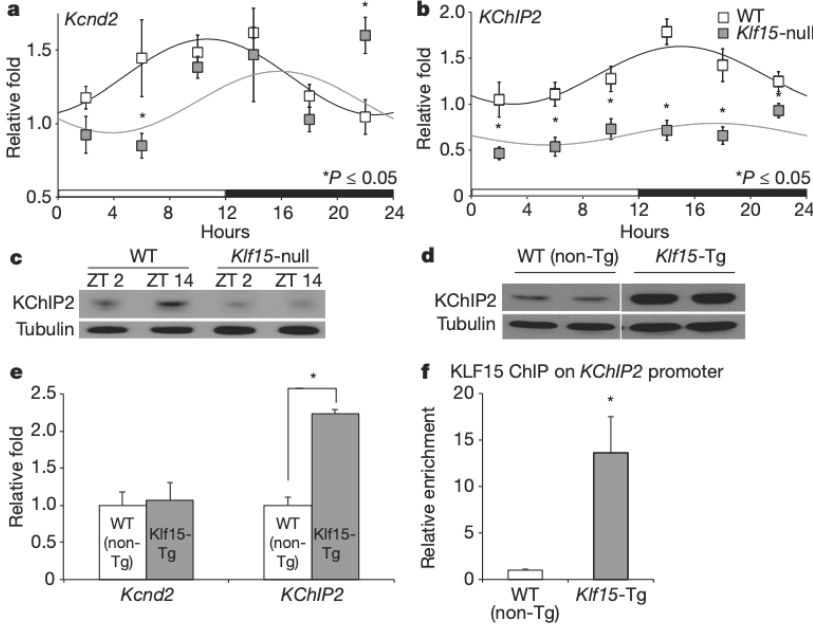 a
Kcnd2
*
*
1.5
1.0
0.5
Relative fold
*P ≤ 0.05
0 4 8 10 16 20 24
Hours
b
KChIP2
WT
Klf15-null
2.0
1.5
1.0
0.5
0
Relative fold
* * * * * *
*P ≤ 0.05
0 4 8 12 16 20 24
Hours
c
WT Klf15-null
ZT 2 ZT 14 ZT 2 ZT 14
KChIP2
Tubulin
d
WT (non-Tg) Klf15-Tg
KChIP2
Tubulin
e
2.5
2.0
1.5
1.0
0.5
0
Relative fold
*
WT
(non-
Tg)
Klf15-
Tg
WT
(non-
Tg)
Klf15-
Tg
Kcnd2 KChIP2
f KLF15 ChIP on KChIP2 promoter
20
15
10
5
0
Relative enrichment
*
WT
(non-Tg)
Klf15-Tg